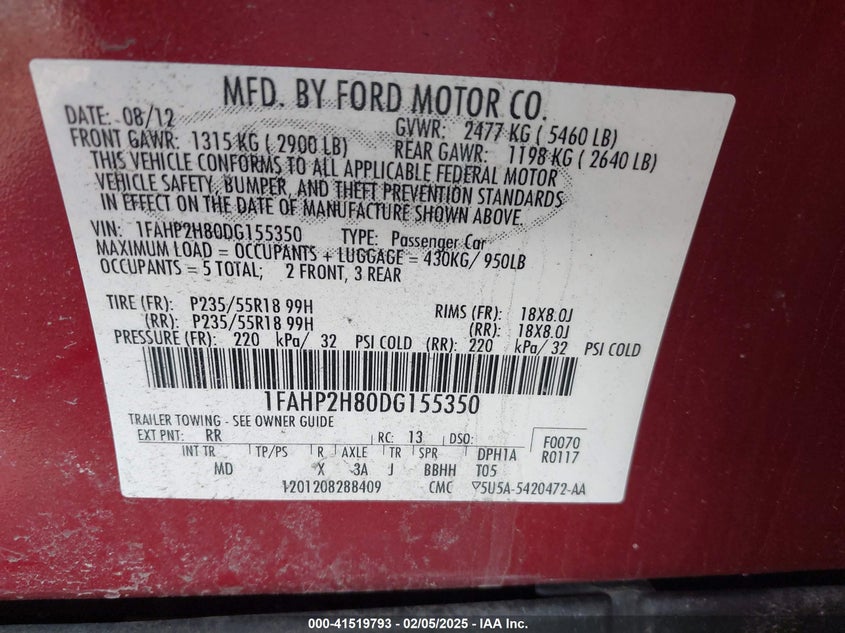 MFD. BY FORD MOTOR CO.
DATE: 08/12 GVWR: 2477 KG ( 5460 LB)
FRONT GAWR: 1315 KG ( 2900 LB) REAR GAWR: 1198 KG ( 2640 LB)
THIS VEHICLE CONFORMS TO ALL APPLICABLE FEDERAL MOTOR
VEHICLE SAFETY, BUMPER, AND THEFT PREVENTION STANDARDS
IN EFFECT ON THE DATE OF MANUFACTURE SHOWN ABOVE.
VIN: 1FAHP2H80DG155350 TYPE: Passenger Car
MAXIMUM LOAD = OCCUPANTS + LUGGAGE = 430KG/ 950LB
OCCUPANTS = 5 TOTAL; 2 FRONT, 3 REAR
TIRE (FR): P235/55R18 99H RIMS (FR): 18X8.0J
(RR): P235/55R18 99H (RR): 18X8.0J
PRESSURE (FR): 220 kPa/ 32 PSI COLD (RR): 220 kPa/ 32 PSI COLD
1FAHP2H80DG155350
TRAILER TOWING - SEE OWNER GUIDE
EXT PNT: RR RC: 13 DSO: F0070
INT TR TP/PS R AXLE TR SPR DPH1A R0117
MD X 3A J BBHH T05
1201208288409 CMC 5U5A-5420472-AA
000-41519793 - 02/05/2025 - IAA Inc.